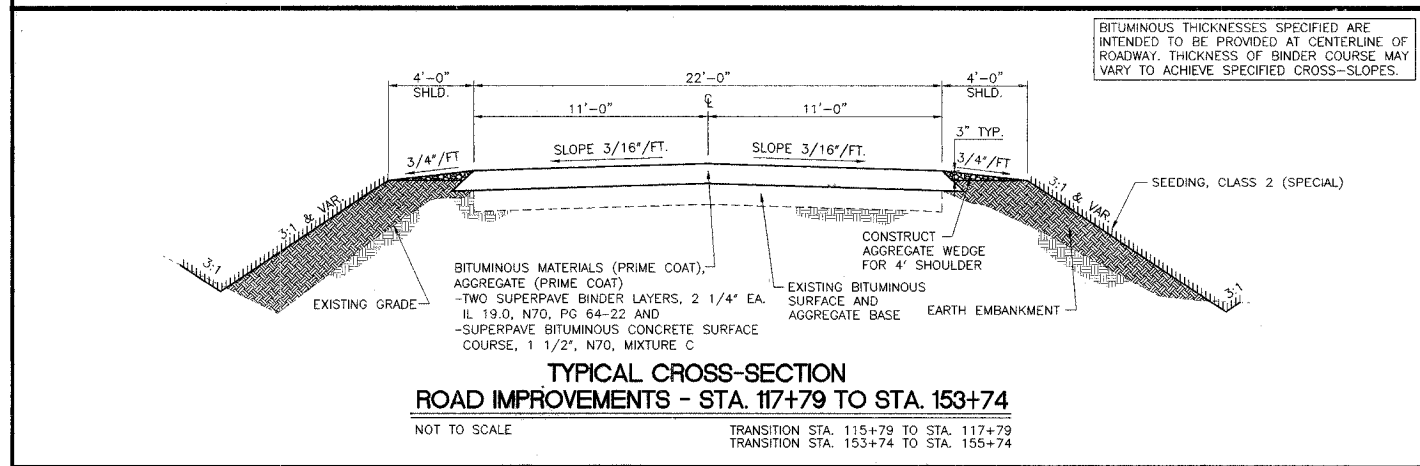 BITUMINOUS THICKNESSES SPECIFIED ARE
INTENDED TO BE PROVIDED AT CENTERLINE OF
ROADWAY. THICKNESS OF BINDER COURSE MAY
VARY TO ACHIEVE SPECIFIED CROSS-SLOPES.
4'-0"
SHLD.
22'-0"
4'-0"
SHLD.
℄
11'-0"
11'-0"
3" TYP.
3/4"/FT
SLOPE 3/16"/FT.
SLOPE 3/16"/FT.
3/4"/FT
SEEDING, CLASS 2 (SPECIAL)
3:1 & VAR.
3:1 & VAR.
3:1
3:1
CONSTRUCT
AGGREGATE WEDGE
FOR 4' SHOULDER
EXISTING GRADE
BITUMINOUS MATERIALS (PRIME COAT),
AGGREGATE (PRIME COAT)
-TWO SUPERPAVE BINDER LAYERS, 2 1/4" EA.
IL 19.0, N70, PG 64-22 AND
-SUPERPAVE BITUMINOUS CONCRETE SURFACE
COURSE, 1 1/2", N70, MIXTURE C
EXISTING BITUMINOUS
SURFACE AND
AGGREGATE BASE
EARTH EMBANKMENT
TYPICAL CROSS-SECTION
ROAD IMPROVEMENTS - STA. 117+79 TO STA. 153+74
NOT TO SCALE
TRANSITION STA. 115+79 TO STA. 117+79
TRANSITION STA. 153+74 TO STA. 155+74